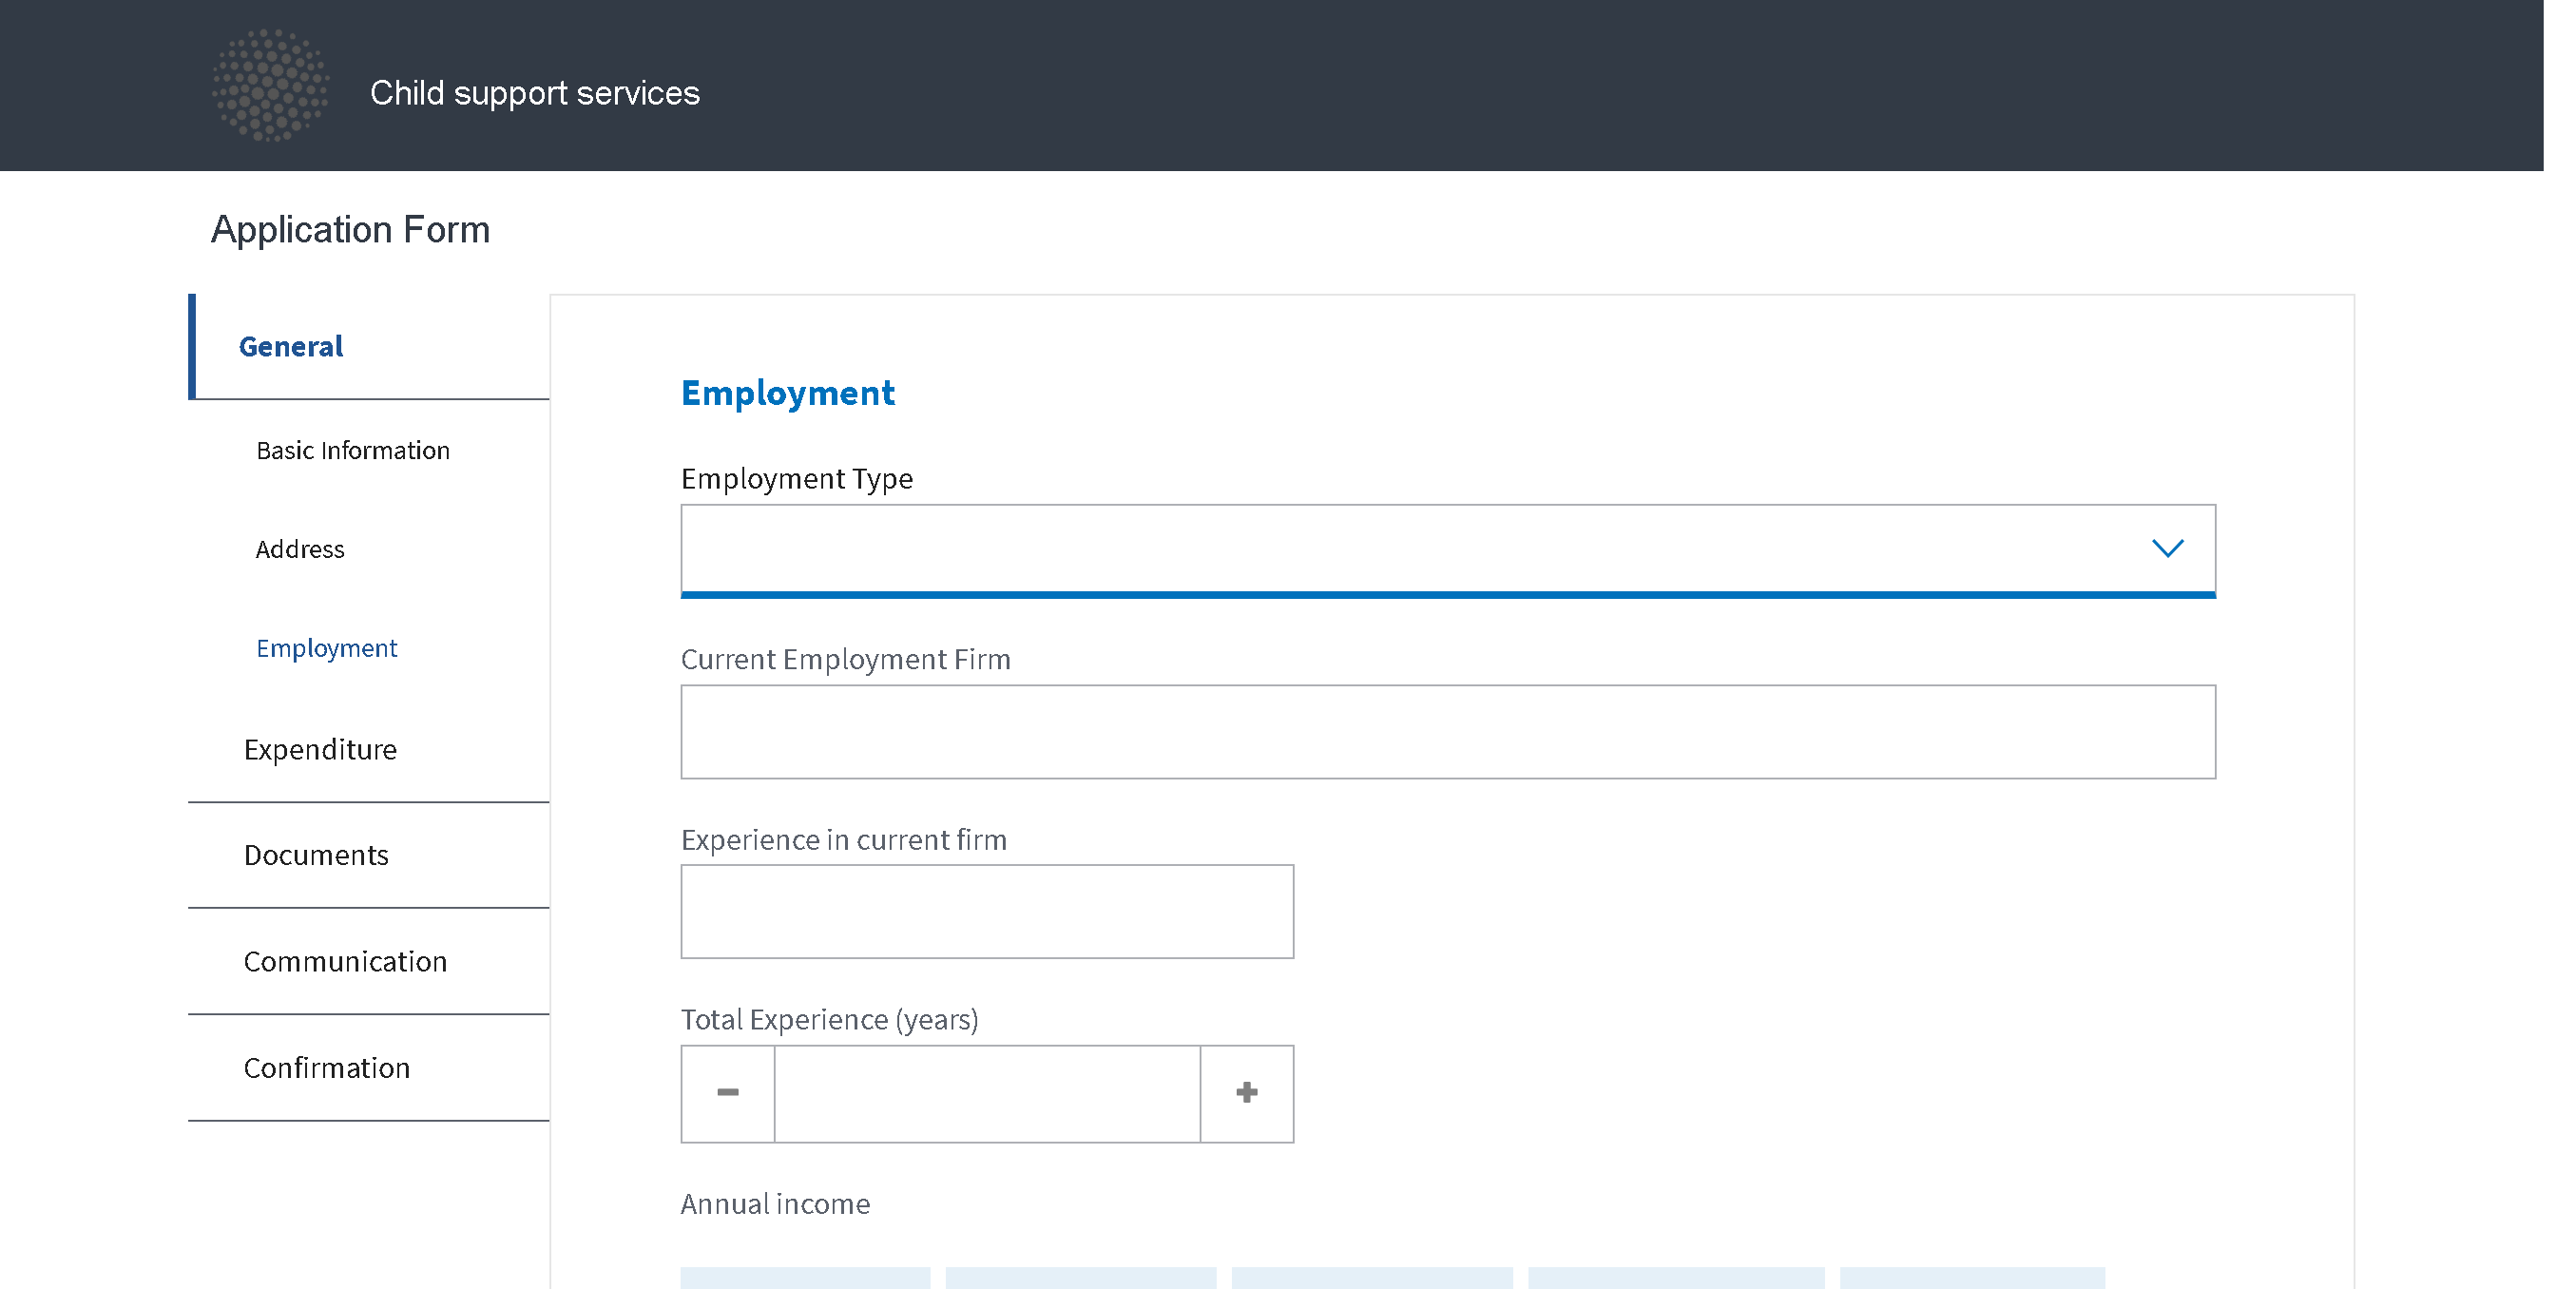 Child support services
Application Form
General
Basic Information
Address
Employment
Expenditure
Documents
Communication
Confirmation
Employment
Employment Type
Current Employment Firm
Experience in current firm
Total Experience (years)
Annual income